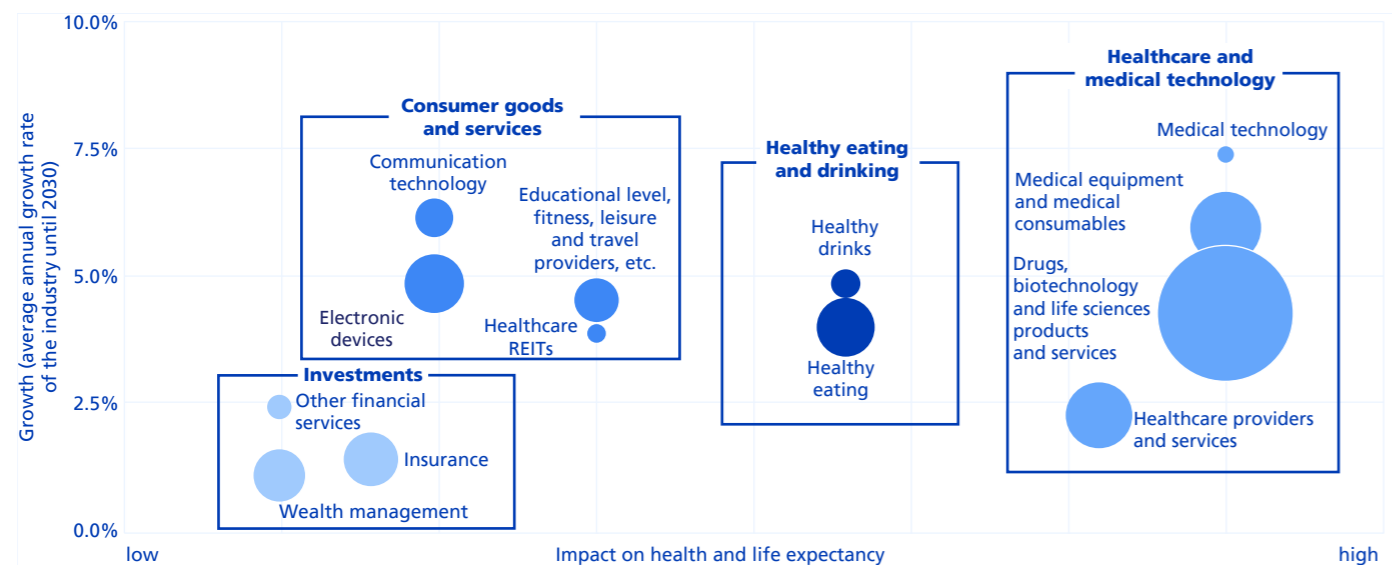 10.0%
7.5%
5.0%
2.5%
0.0%
Growth (average annual growth rate
of the industry until 2030)
Consumer goods
and services
Communication
technology
Educational level,
fitness, leisure
and travel
providers, etc.
Electronic
devices
Healthcare
REITs
Investments
Other financial
services
Insurance
Wealth management
Healthy eating
and drinking
Healthy
drinks
Healthy
eating
Healthcare and
medical technology
Medical technology
Medical equipment
and medical
consumables
Drugs,
biotechnology
and life sciences
products
and services
Healthcare providers
and services
low
Impact on health and life expectancy
high